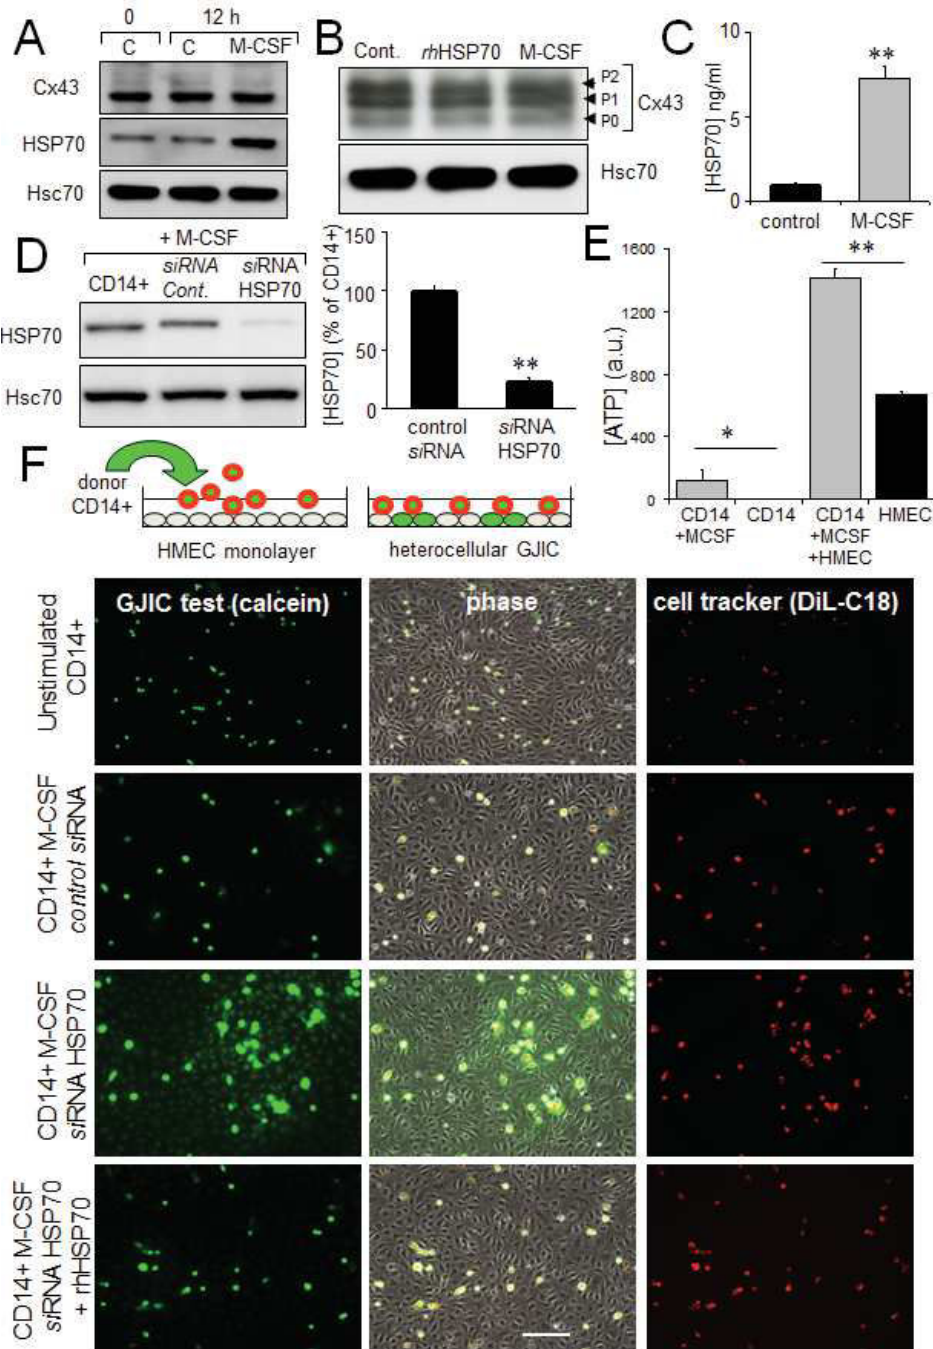 A
0
12 h
C
C
M-CSF
Cx43
HSP70
Hsc70
B
Cont.
rhHSP70
M-CSF
P2
P1
P0
Cx43
Hsc70
C
[HSP70] ng/ml
10
5
0
**
control
M-CSF
D
+ M-CSF
CD14+
siRNA
Cont.
siRNA
HSP70
HSP70
Hsc70
[HSP70] (% of CD14+)
150
100
50
0
**
control
siRNA
siRNA
HSP70
E
[ATP] (a.u.)
1600
1200
800
400
0
*
**
CD14
+MCSF
CD14
CD14
+MCSF
+HMEC
HMEC
F
donor
CD14+
HMEC monolayer
heterocellular GJIC
GJIC test (calcein)
phase
cell tracker (DiL-C18)
Unstimulated
CD14+
CD14+ M-CSF
control siRNA
CD14+ M-CSF
siRNA HSP70
CD14+ M-CSF
siRNA HSP70
+ rhHSP70